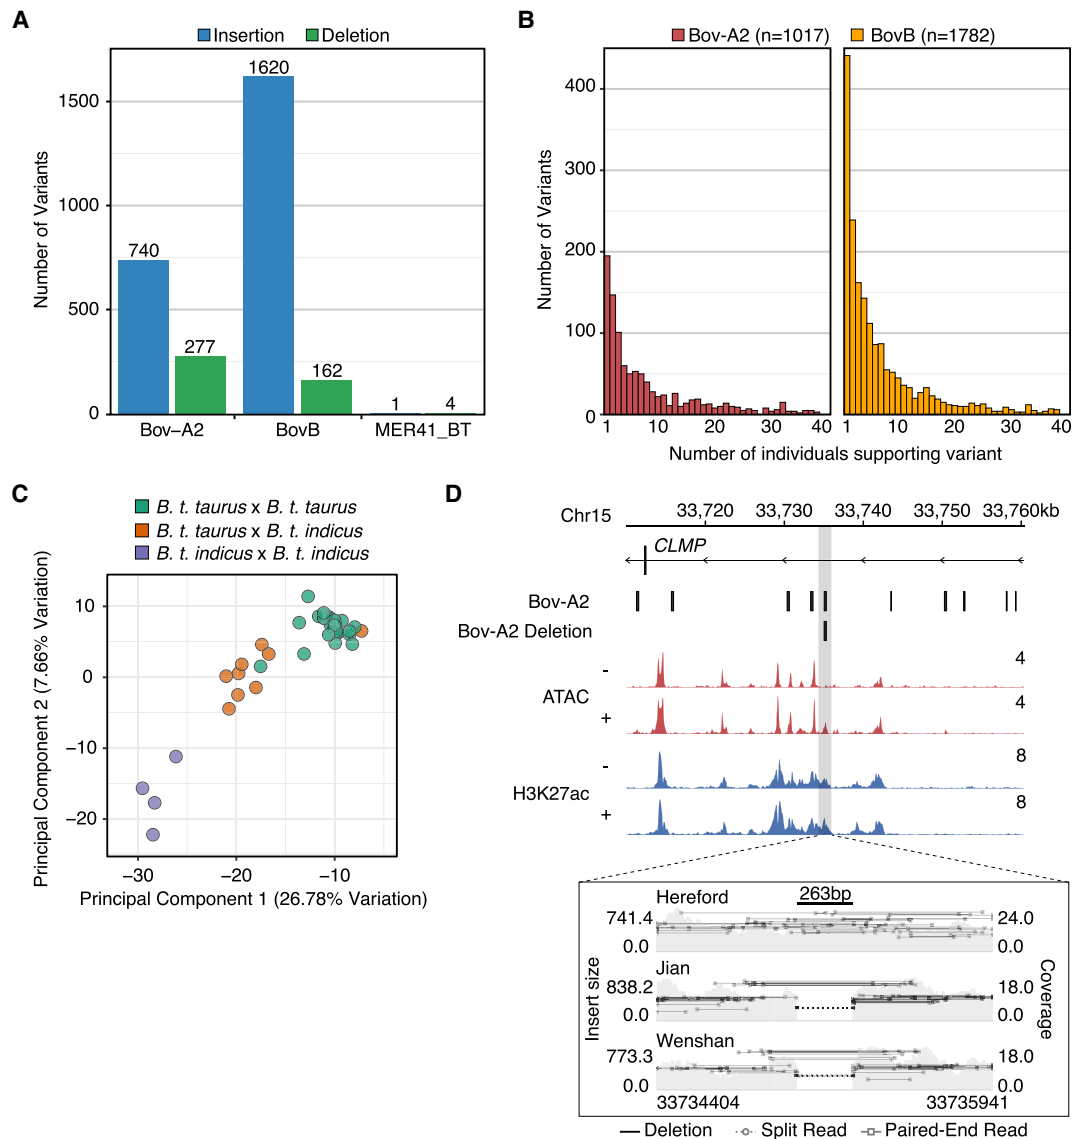 A
Insertion Deletion
Number of Variants
1500
1000
500
0
740
277
1620
162
1
4
Bov–A2 BovB MER41_BT
B
Bov-A2 (n=1017) BovB (n=1782)
Number of Variants
400
300
200
100
0
1 10 20 30 40 1 10 20 30 40
Number of individuals supporting variant
C
B. t. taurus x B. t. taurus
B. t. taurus x B. t. indicus
B. t. indicus x B. t. indicus
Principal Component 2 (7.66% Variation)
10
0
−10
−20
−30 −20 −10
Principal Component 1 (26.78% Variation)
D
Chr15 33,720 33,730 33,740 33,750 33,760kb
CLMP
Bov-A2
Bov-A2 Deletion
- 4
ATAC
+ 4
- 8
H3K27ac
+ 8
Hereford 263bp
741.4 24.0
0.0 0.0
Jian
838.2 18.0
0.0 0.0
Wenshan
773.3 18.0
0.0 0.0
Insert size
Coverage
33734404 33735941
Deletion Split Read Paired-End Read